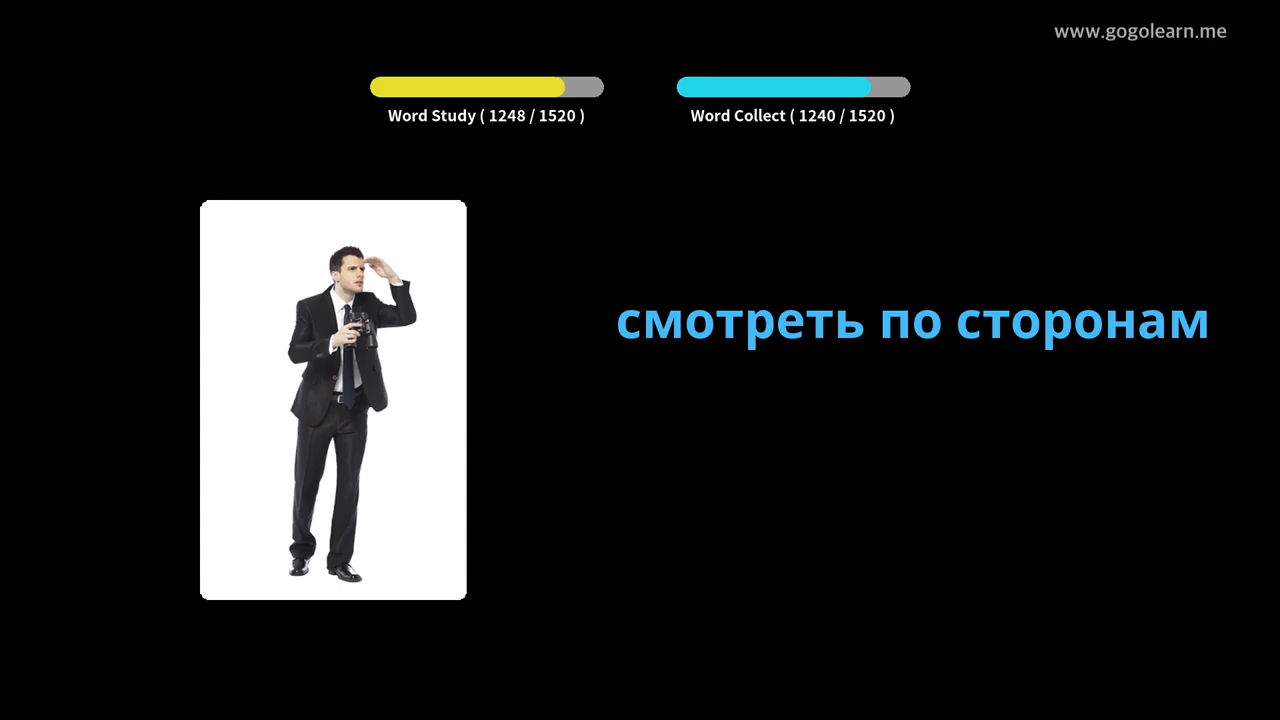 www.gogolearn.me
Word Study ( 1248 / 1520 )
Word Collect ( 1240 / 1520 )
смотреть по сторонам